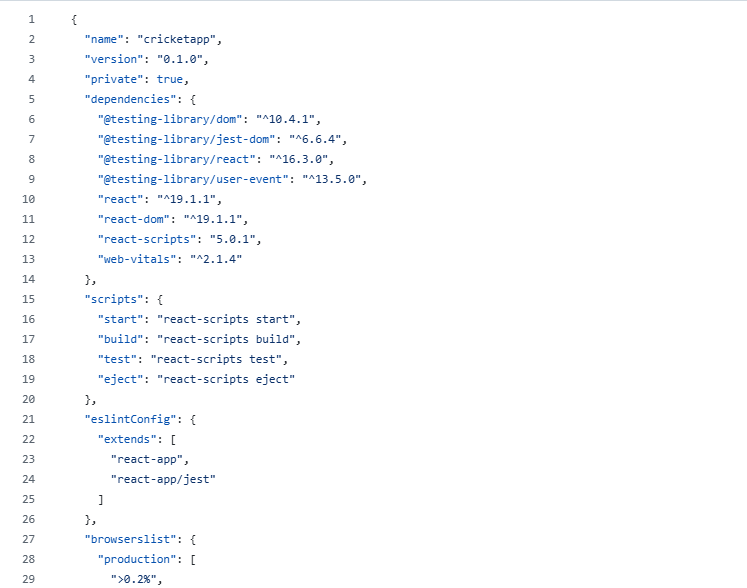 1 {
2   "name": "cricketapp",
3   "version": "0.1.0",
4   "private": true,
5   "dependencies": {
6     "@testing-library/dom": "^10.4.1",
7     "@testing-library/jest-dom": "^6.6.4",
8     "@testing-library/react": "^16.3.0",
9     "@testing-library/user-event": "^13.5.0",
10     "react": "^19.1.1",
11     "react-dom": "^19.1.1",
12     "react-scripts": "5.0.1",
13     "web-vitals": "^2.1.4"
14   },
15   "scripts": {
16     "start": "react-scripts start",
17     "build": "react-scripts build",
18     "test": "react-scripts test",
19     "eject": "react-scripts eject"
20   },
21   "eslintConfig": {
22     "extends": [
23       "react-app",
24       "react-app/jest"
25     ]
26   },
27   "browserslist": {
28     "production": [
29       ">0.2%",